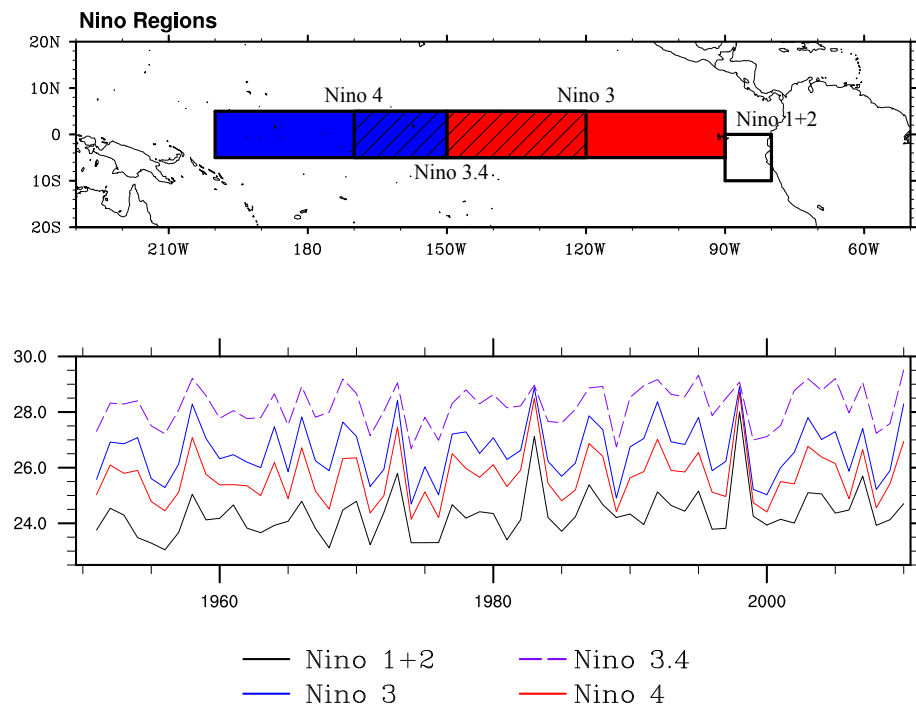 Nino Regions
20N
10N
0
10S
20S
Nino 4
Nino 3
Nino 1+2
Nino 3.4
210W
180
150W
120W
90W
60W
30.0
28.0
26.0
24.0
1960
1980
2000
Nino 1+2
Nino 3.4
Nino 3
Nino 4